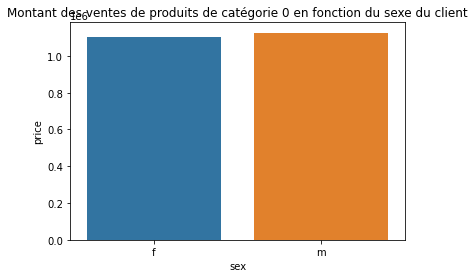 Montant des ventes de produits de catégorie 0 en fonction du sexe du client
1e6
1.0
0.8
0.6
0.4
0.2
0.0
price
f
m
sex